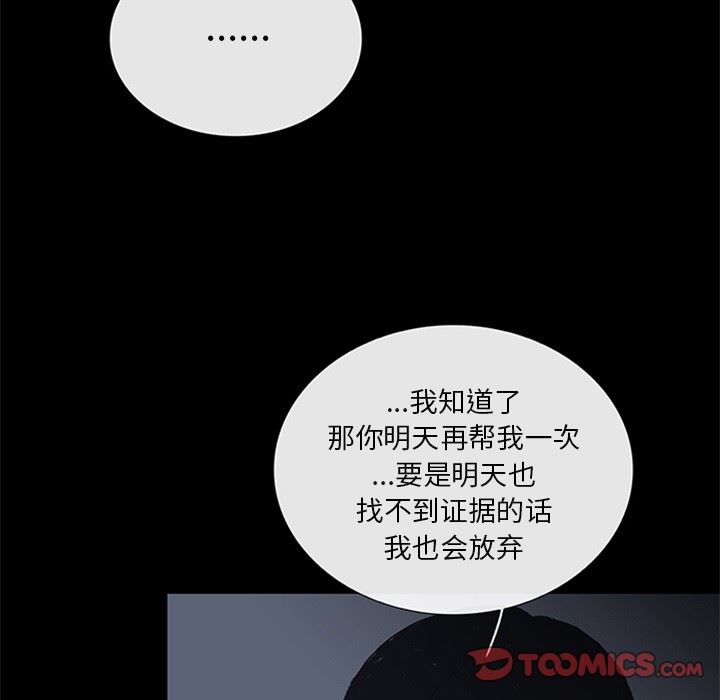 ......
...我知道了
那你明天再帮我一次
...要是明天也
找不到证据的话
我也会放弃
TOOMICS.COM